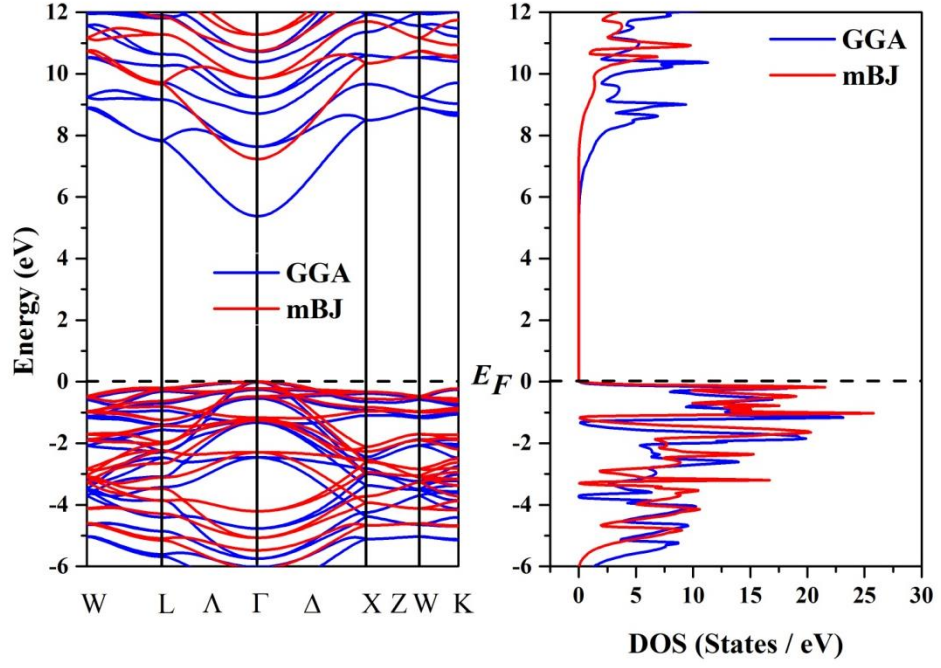 12
10
8
6
4
2
0
-2
-4
-6
Energy (eV)
GGA
mBJ
W L Λ Γ Δ X Z W K
12
10
8
6
4
2
E_F 0
-2
-4
-6
GGA
mBJ
0 5 10 15 20 25 30
DOS (States / eV)